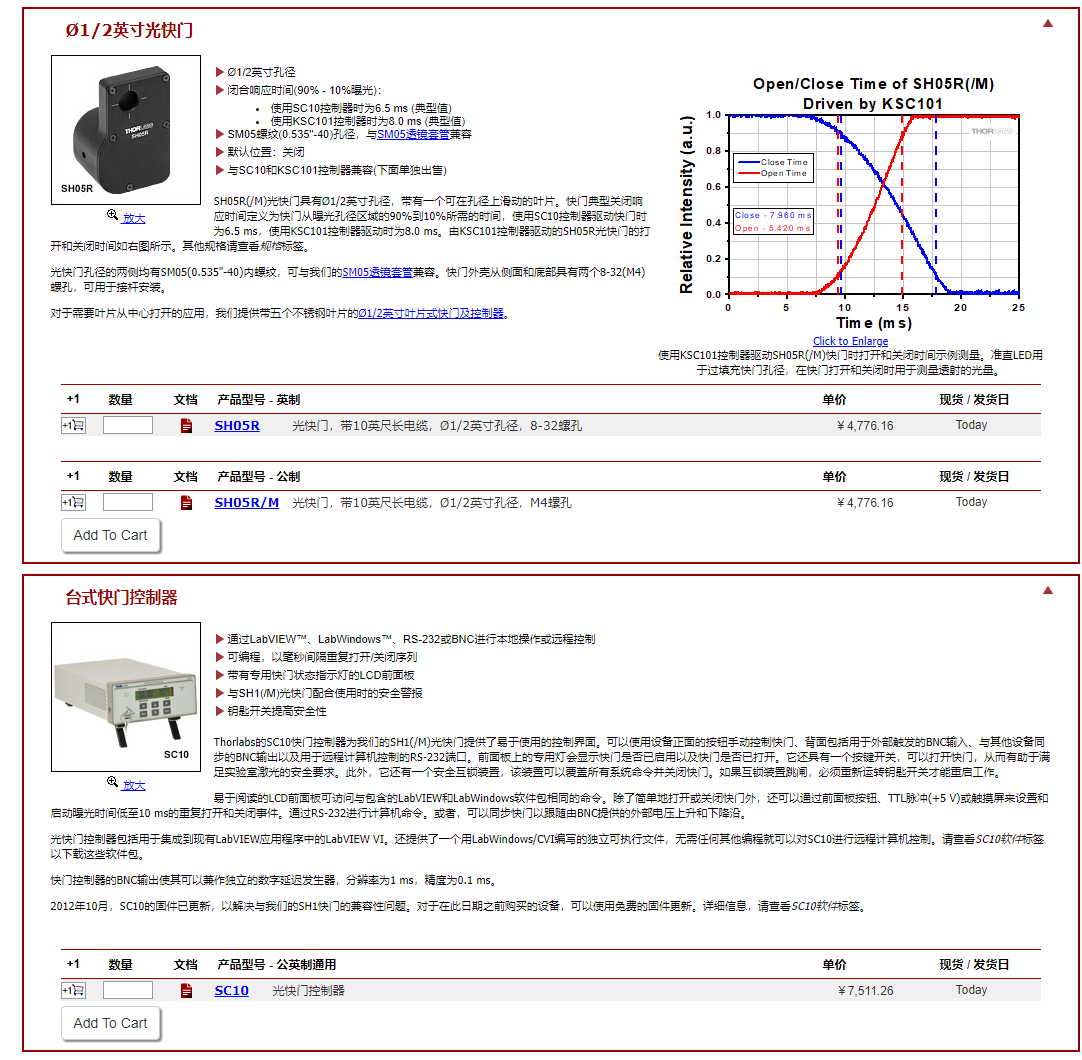 Ø1/2英寸光快门
THORLABS
SH05R
SH05R
放大
Ø1/2英寸孔径
闭合响应时间(90% - 10%曝光):
使用SC10控制器时为6.5 ms (典型值)
使用KSC101控制器时为8.0 ms (典型值)
SM05螺纹(0.535"-40)孔径，与SM05透镜套管兼容
默认位置：关闭
与SC10和KSC101控制器兼容(下面单独出售)
SH05R(/M)光快门具有Ø1/2英寸孔径，带有一个可在孔径上滑动的叶片。快门典型关闭响
应时间定义为快门从曝光孔径区域的90%到10%所需的时间，使用SC10控制器驱动快门时
为6.5 ms，使用KSC101控制器驱动时为8.0 ms。由KSC101控制器驱动的SH05R光快门的打
开和关闭时间如右图所示。其他规格请查看规格标签。
光快门孔径的两侧均有SM05(0.535"-40)内螺纹，可与我们的SM05透镜套管兼容。快门外壳从侧面和底部具有两个8-32(M4)
螺孔，可用于接杆安装。
对于需要叶片从中心打开的应用，我们提供带五个不锈钢叶片的Ø1/2英寸叶片式快门及控制器。
Open/Close Time of SH05R(/M)
Driven by KSC101
Relative Intensity (a.u.)
1.0
0.8
0.6
0.4
0.2
0.0
THORLABS
Close Time
Open Time
Close - 7.960 ms
Open - 5.420 ms
0 5 10 15 20 25
Time (ms)
Click to Enlarge
使用KSC101控制器驱动SH05R(/M)快门时打开和关闭时间示例测量。准直LED用
于过填充快门孔径，在快门打开和关闭时用于测量透射的光量。
+1 数量 文档 产品型号 - 英制 单价 现货 / 发货日
+1 SH05R 光快门，带10英尺长电缆，Ø1/2英寸孔径，8-32螺孔 ¥4,776.16 Today
+1 数量 文档 产品型号 - 公制 单价 现货 / 发货日
+1 SH05R/M 光快门，带10英尺长电缆，Ø1/2英寸孔径，M4螺孔 ¥4,776.16 Today
Add To Cart
台式快门控制器
SC10
放大
通过LabVIEW™、LabWindows™、RS-232或BNC进行本地操作或远程控制
可编程，以毫秒间隔重复打开/关闭序列
带有专用快门状态指示灯的LCD前面板
与SH1(/M)光快门配合使用时的安全警报
钥匙开关提高安全性
Thorlabs的SC10快门控制器为我们的SH1(/M)光快门提供了易于使用的控制界面。可以使用设备正面的按钮手动控制快门、背面包括用于外部触发的BNC输入、与其他设备同
步的BNC输出以及用于远程计算机控制的RS-232端口。前面板上的专用灯会显示快门是否已启用以及快门是否已打开。它还具有一个按键开关，可以打开快门，从而有助于满
足实验室激光的安全要求。此外，它还有一个安全互锁装置，该装置可以覆盖所有系统命令并关闭快门。如果互锁装置跳闸，必须重新运转钥匙开关才能重启工作。
易于阅读的LCD前面板可访问与包含的LabVIEW和LabWindows软件包相同的命令。除了简单地打开或关闭快门外，还可以通过前面板按钮、TTL脉冲(+5 V)或触摸屏来设置和
启动曝光时间低至10 ms的重复打开和关闭事件。通过RS-232进行计算机命令。或者，可以同步快门以跟随由BNC提供的外部电压上升和下降沿。
光快门控制器包括用于集成到现有LabVIEW应用程序中的LabVIEW VI。还提供了一个用LabWindows/CVI编写的独立可执行文件，无需任何其他编程就可以对SC10进行远程计算机控制。请查看SC10软件标签
以下载这些软件包。
快门控制器的BNC输出使其可以兼作独立的数字延迟发生器，分辨率为1 ms，精度为0.1 ms。
2012年10月，SC10的固件已更新，以解决与我们的SH1快门的兼容性问题。对于在此日期之前购买的设备，可以使用免费的固件更新。详细信息，请查看SC10软件标签。
+1 数量 文档 产品型号 - 公英制通用 单价 现货 / 发货日
+1 SC10 光快门控制器 ¥7,511.26 Today
Add To Cart